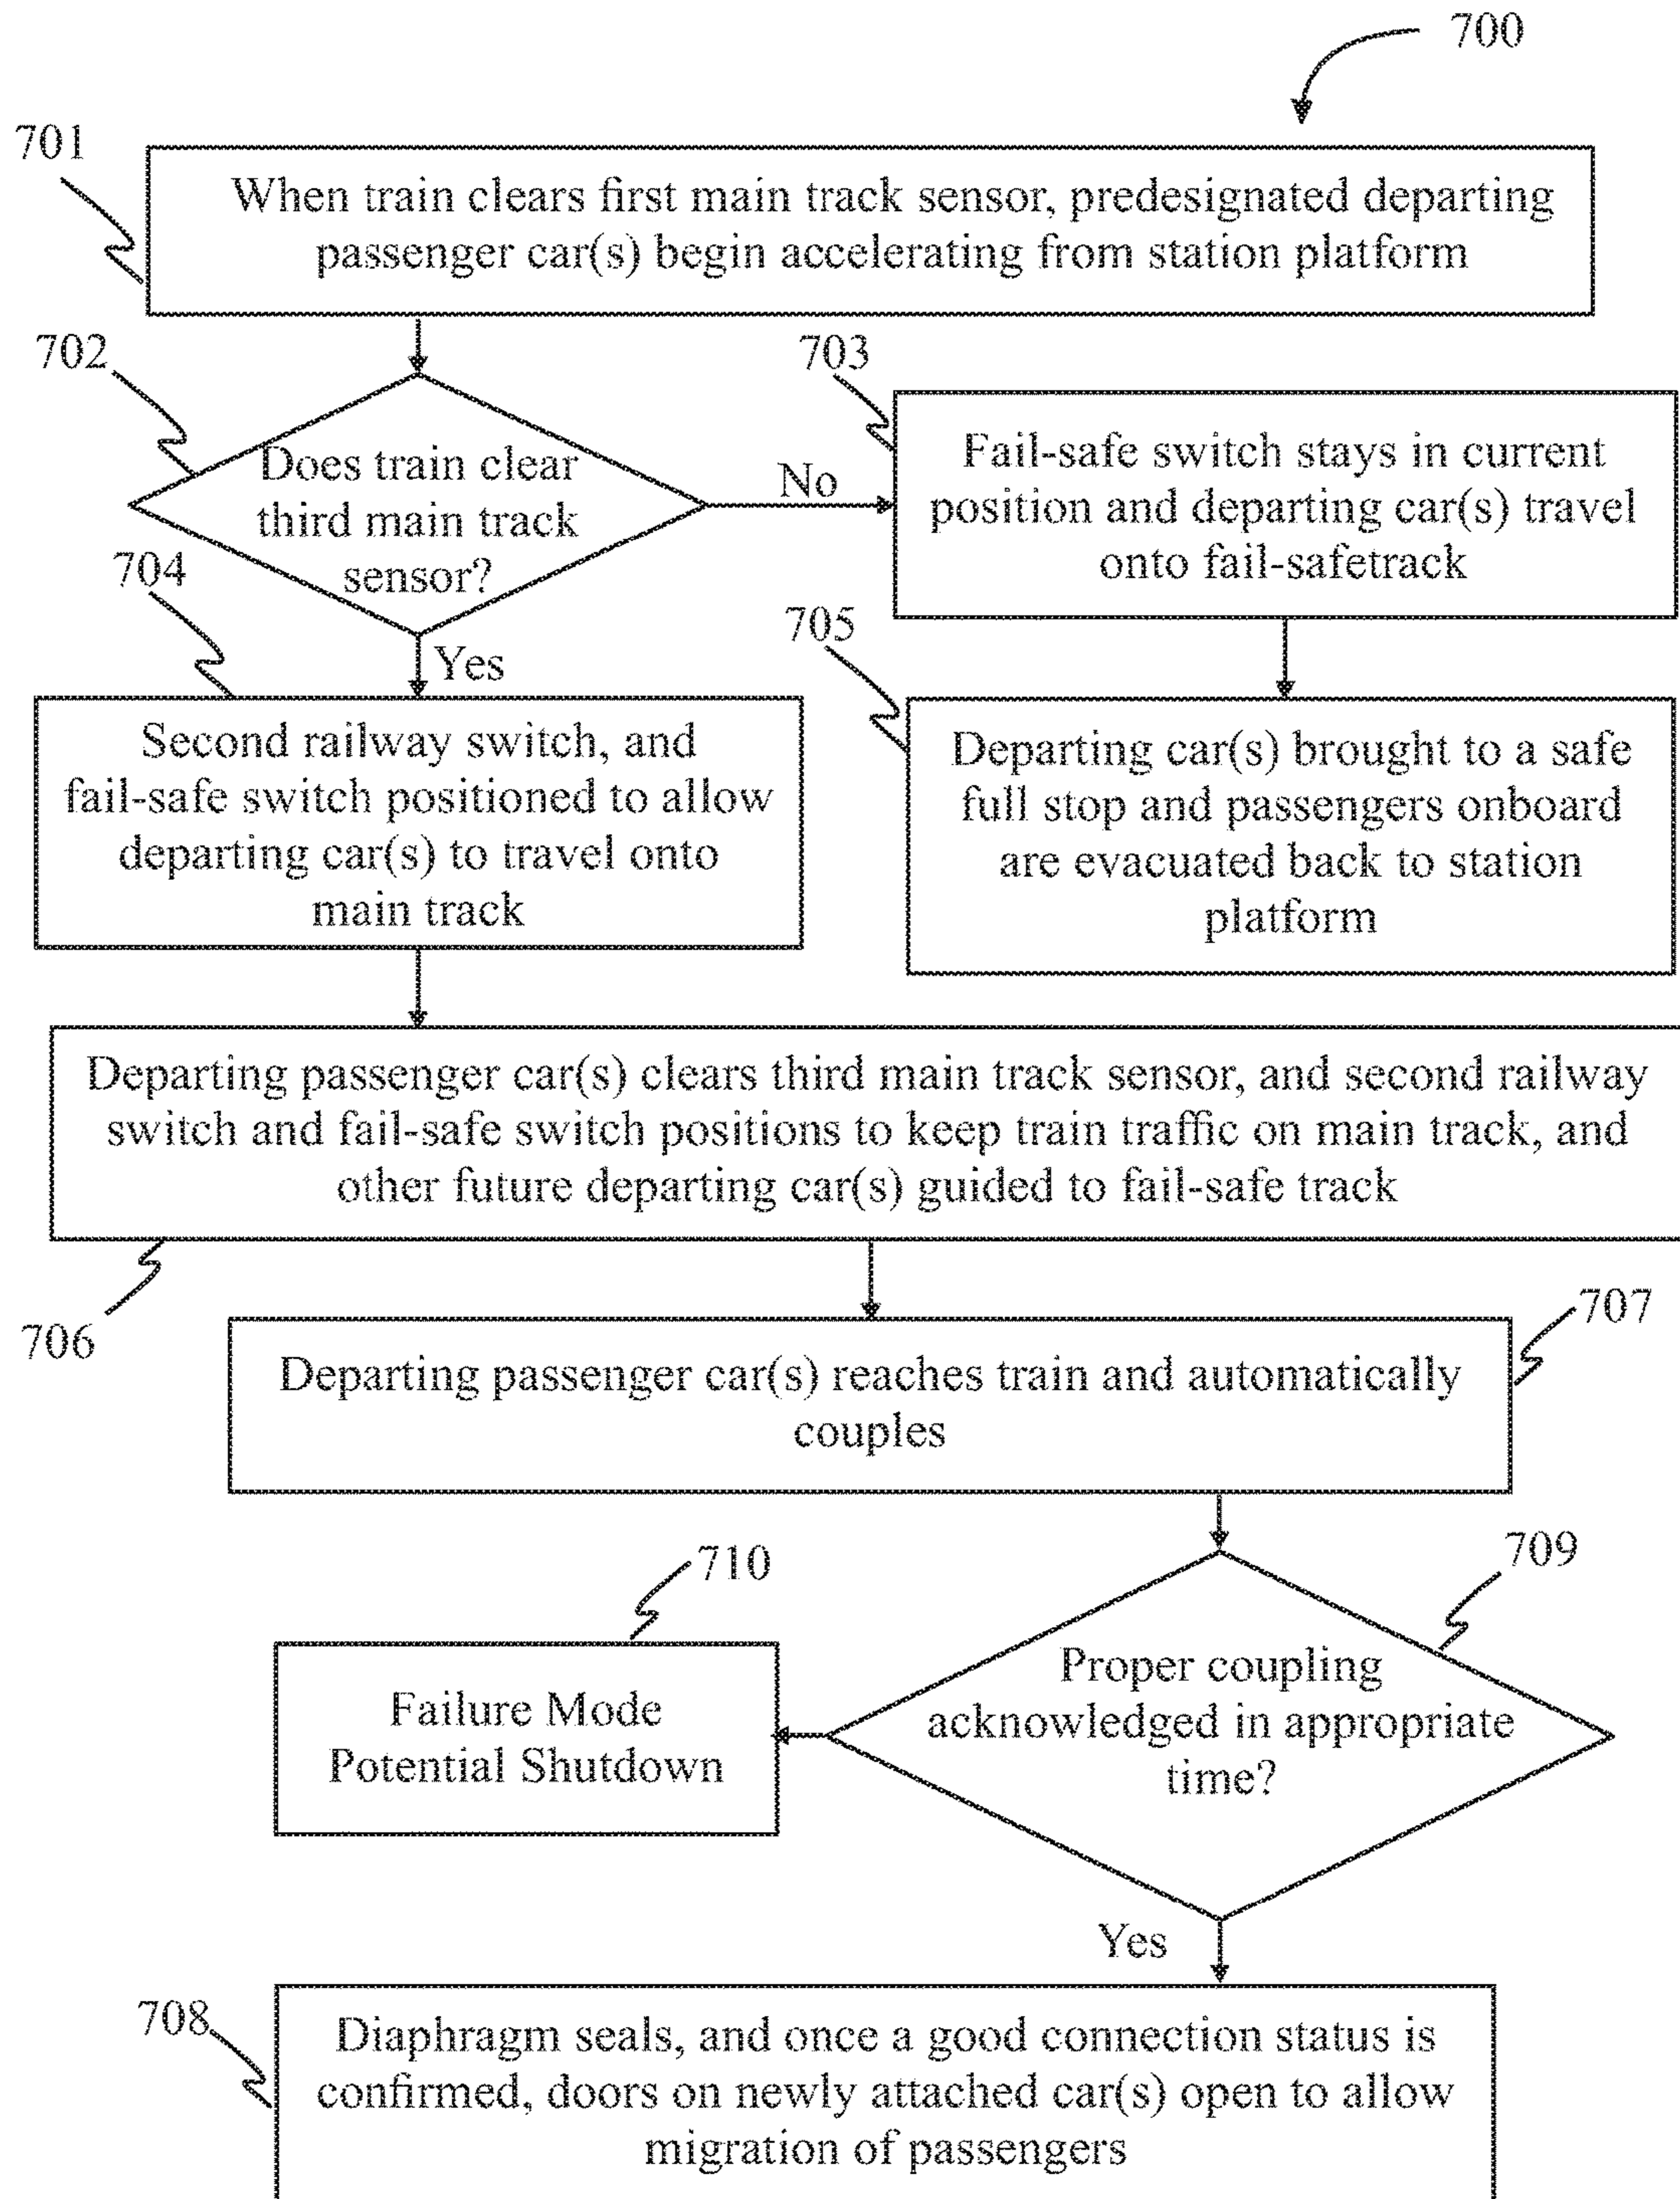 700
701
When train clears first main track sensor, predesignated departing
passenger car(s) begin accelerating from station platform
702
Does train clear
third main track
sensor?
No
703
Fail-safe switch stays in current
position and departing car(s) travel
onto fail-safetrack
704
Yes
Second railway switch, and
fail-safe switch positioned to allow
departing car(s) to travel onto
main track
705
Departing car(s) brought to a safe
full stop and passengers onboard
are evacuated back to station
platform
Departing passenger car(s) clears third main track sensor, and second railway
switch and fail-safe switch positions to keep train traffic on main track, and
other future departing car(s) guided to fail-safe track
706
707
Departing passenger car(s) reaches train and automatically
couples
710
Failure Mode
Potential Shutdown
709
Proper coupling
acknowledged in appropriate
time?
Yes
708
Diaphragm seals, and once a good connection status is
confirmed, doors on newly attached car(s) open to allow
migration of passengers